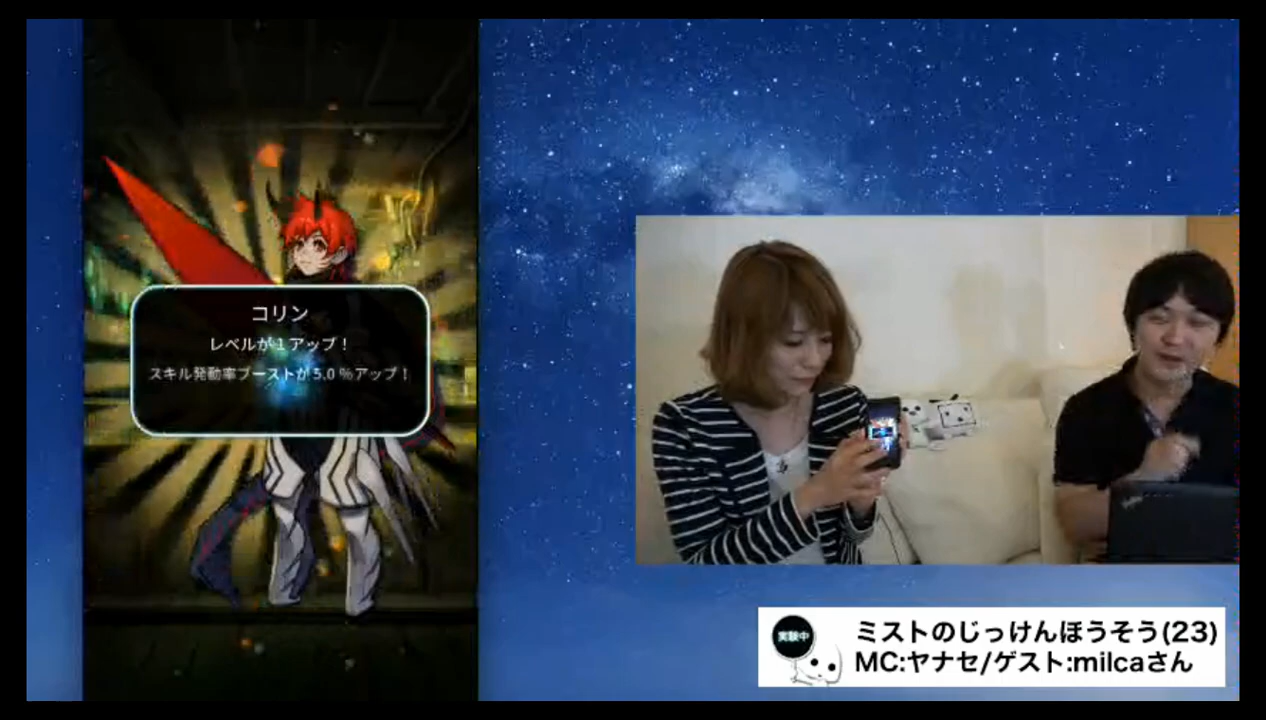 コリン
レベルが1アップ！
スキル発動率ブーストが5.0％アップ！
実験中
ミストのじっけんほうそう(23)
MC:ヤナセ/ゲスト:milcaさん